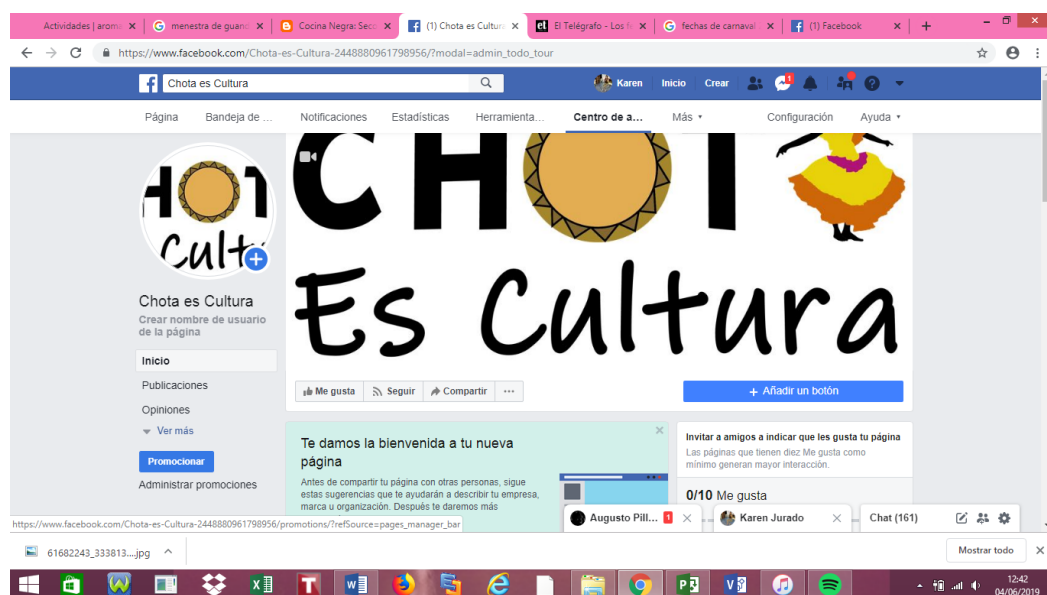 Actividades | aroma
menestra de guand
Cocina Negra: Secc
(1) Chota es Cultura
El Telégrafo - Los
fechas de carnaval
(1) Facebook
https://www.facebook.com/Chota-es-Cultura-2448880961798956/?modal=admin_todo_tour
Chota es Cultura
Karen
Inicio
Crear
1
Página
Bandeja de ...
Notificaciones
Estadísticas
Herramienta...
Centro de a...
Más
Configuración
Ayuda
HOT
Cultu
CHOT
Es Cultura
Chota es Cultura
Crear nombre de usuario
de la página
Inicio
Publicaciones
Opiniones
Ver más
Promocionar
Administrar promociones
Me gusta
Seguir
Compartir
...
+ Añadir un botón
Te damos la bienvenida a tu nueva
página
Antes de compartir tu página con otras personas, sigue
estas sugerencias que te ayudarán a describir tu empresa,
marca u organización. Después te daremos más
Invitar a amigos a indicar que les gusta tu página
Las páginas que tienen diez Me gusta como
mínimo generan mayor interacción.
0/10 Me gusta
https://www.facebook.com/Chota-es-Cultura-2448880961798956/promotions/?refSource=pages_manager_bar
Augusto Pill...
1
Karen Jurado
Chat (161)
61682243_333813....jpg
Mostrar todo
12:42
04/06/2019